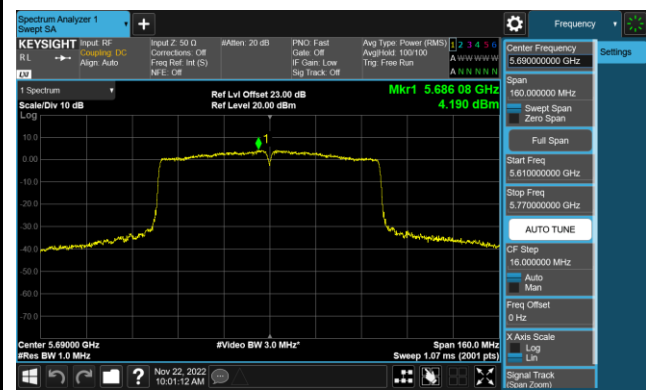 Spectrum Analyzer 1
Swept SA
+
Frequency
KEYSIGHT
RL
LXI
Input: RF
Coupling: DC
Align: Auto
Input Z: 50 Ω
Corrections: Off
Freq Ref: Int (S)
NFE: Off
#Atten: 20 dB
PNO: Fast
Gate: Off
IF Gain: Low
Sig Track: Off
Avg Type: Power (RMS)
Avg|Hold: 100/100
Trig: Free Run
1 2 3 4 5 6
A W W W W W
A N N N N N
Settings
Center Frequency
5.690000000 GHz
Span
160.000000 MHz
Swept Span
Zero Span
Full Span
Start Freq
5.610000000 GHz
Stop Freq
5.770000000 GHz
AUTO TUNE
CF Step
16.000000 MHz
Auto
Man
Freq Offset
0 Hz
X Axis Scale
Log
Lin
Signal Track
(Span Zoom)
1 Spectrum
Scale/Div 10 dB
Log
Ref Lvl Offset 23.00 dB
Ref Level 20.00 dBm
Mkr1 5.686 08 GHz
4.190 dBm
1
10.0
0.00
-10.0
-20.0
-30.0
-40.0
-50.0
-60.0
-70.0
Center 5.69000 GHz
#Res BW 1.0 MHz
#Video BW 3.0 MHz*
Span 160.0 MHz
Sweep 1.07 ms (2001 pts)
?
Nov 22, 2022
10:01:12 AM